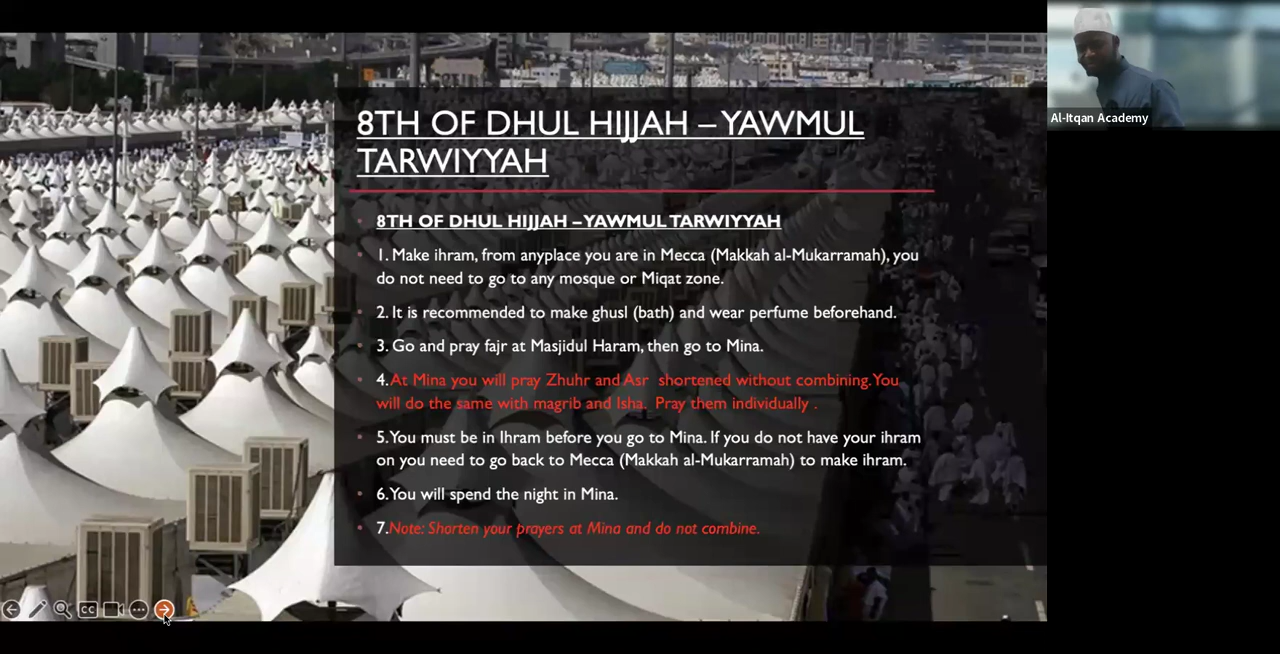 8TH OF DHUL HIJJAH – YAWMUL
TARWIYYAH
8TH OF DHUL HIJJAH – YAWMUL TARWIYYAH
1. Make ihram, from anyplace you are in Mecca (Makkah al-Mukarramah), you
do not need to go to any mosque or Miqat zone.
2. It is recommended to make ghusl (bath) and wear perfume beforehand.
3. Go and pray fajr at Masjidul Haram, then go to Mina.
4. At Mina you will pray Zhuhr and Asr shortened without combining. You
will do the same with magrib and Isha. Pray them individually .
5. You must be in Ihram before you go to Mina. If you do not have your ihram
on you need to go back to Mecca (Makkah al-Mukarramah) to make ihram.
6. You will spend the night in Mina.
7. Note: Shorten your prayers at Mina and do not combine.
Al-Itqan Academy
CC